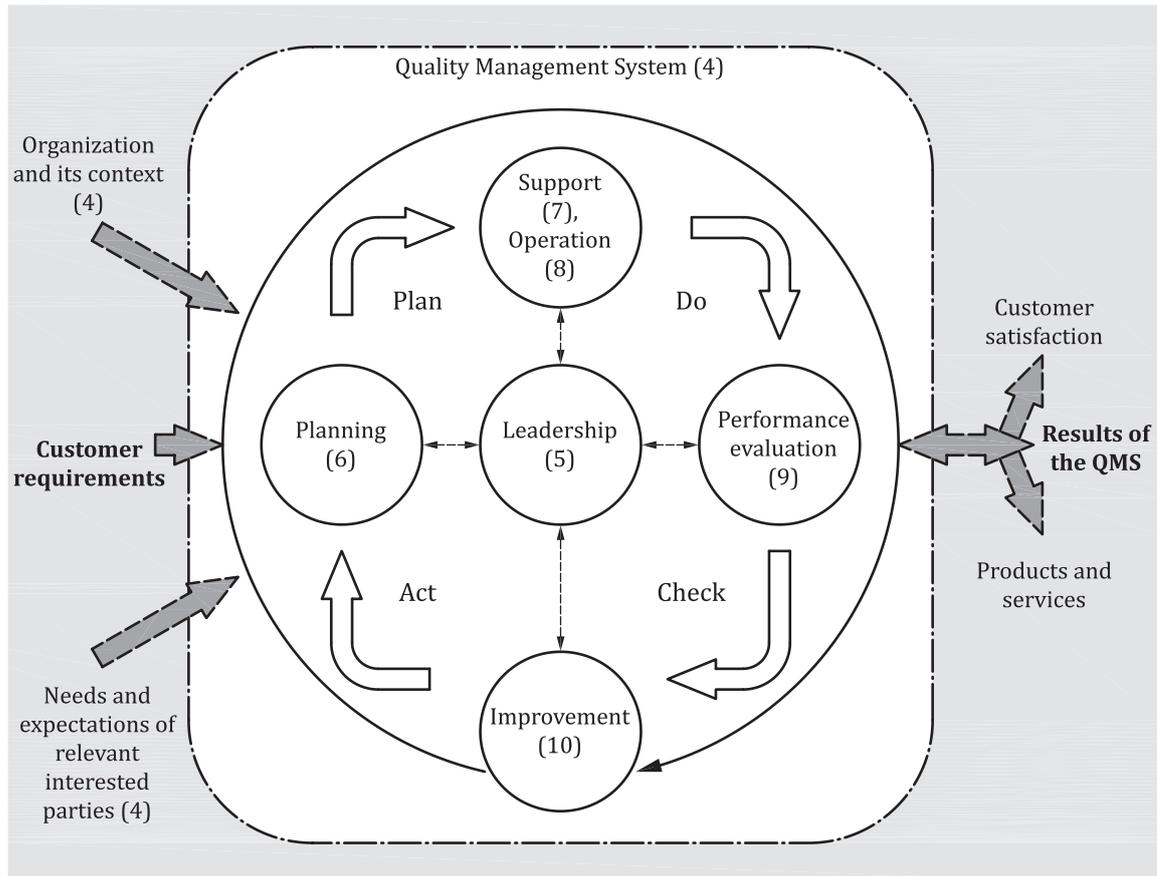 Quality Management System (4)
Organization
and its context
(4)
Support
(7),
Operation
(8)
Plan
Do
Customer
satisfaction
Planning
(6)
Leadership
(5)
Performance
evaluation
(9)
Customer
requirements
Results of
the QMS
Act
Check
Products and
services
Needs and
expectations of
relevant
interested
parties (4)
Improvement
(10)